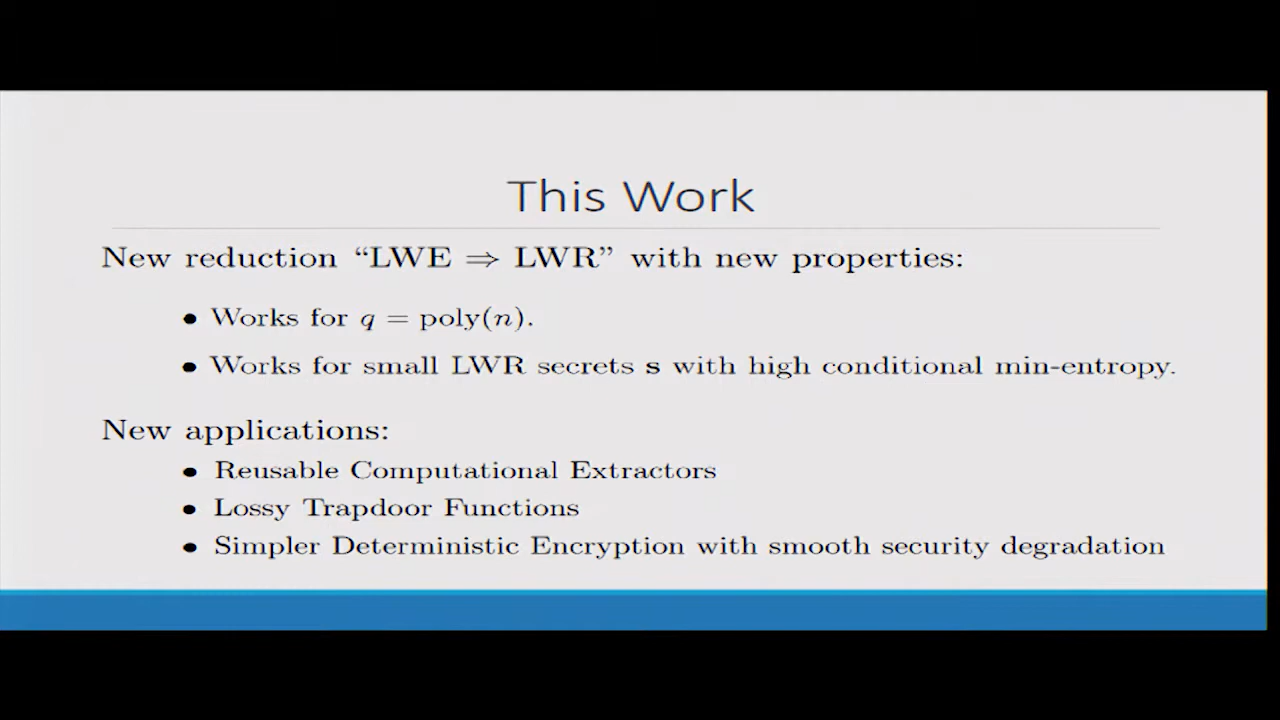 This Work
New reduction “LWE ⇒ LWR” with new properties:
• Works for q = poly(n).
• Works for small LWR secrets s with high conditional min-entropy.
New applications:
• Reusable Computational Extractors
• Lossy Trapdoor Functions
• Simpler Deterministic Encryption with smooth security degradation